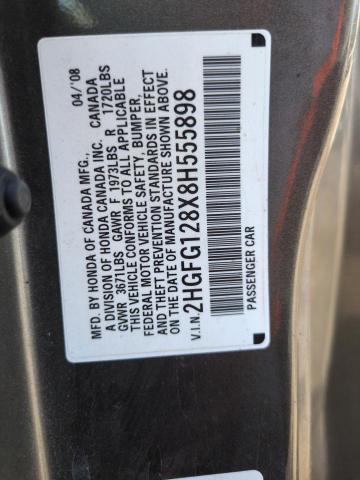 MFD. BY HONDA OF CANADA MFG. 04/'08
A DIVISION OF HONDA CANADA INC. CANADA
GVWR 3671LBS GAWR F 1973LBS R 1720LBS
THIS VEHICLE CONFORMS TO ALL APPLICABLE
FEDERAL MOTOR VEHICLE SAFETY, BUMPER,
AND THEFT PREVENTION STANDARDS IN EFFECT
ON THE DATE OF MANUFACTURE SHOWN ABOVE.
V.I.N. 2HGFG128X8H555898
PASSENGER CAR